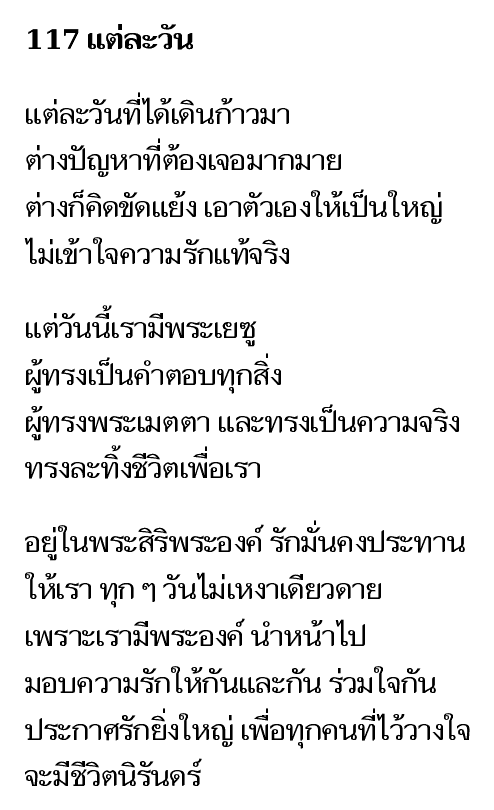 117 แต่ละวัน
แต่ละวันที่ได้เดินก้าวมา
ต่างปัญหาที่ต้องเจอมากมาย
ต่างก็คิดขัดแย้ง เอาตัวเองให้เป็นใหญ่
ไม่เข้าใจความรักแท้จริง
แต่วันนี้เรามีพระเยซู
ผู้ทรงเป็นคำตอบทุกสิ่ง
ผู้ทรงพระเมตตา และทรงเป็นความจริง
ทรงละทิ้งชีวิตเพื่อเรา
อยู่ในพระสิริพระองค์ รักมั่นคงประทาน
ให้เรา ทุก ๆ วันไม่เหงาเดียวดาย
เพราะเรามีพระองค์ นำหน้าไป
มอบความรักให้กันและกัน ร่วมใจกัน
ประกาศรักยิ่งใหญ่ เพื่อทุกคนที่ไว้วางใจ
จะมีชีวิตนิรันดร์